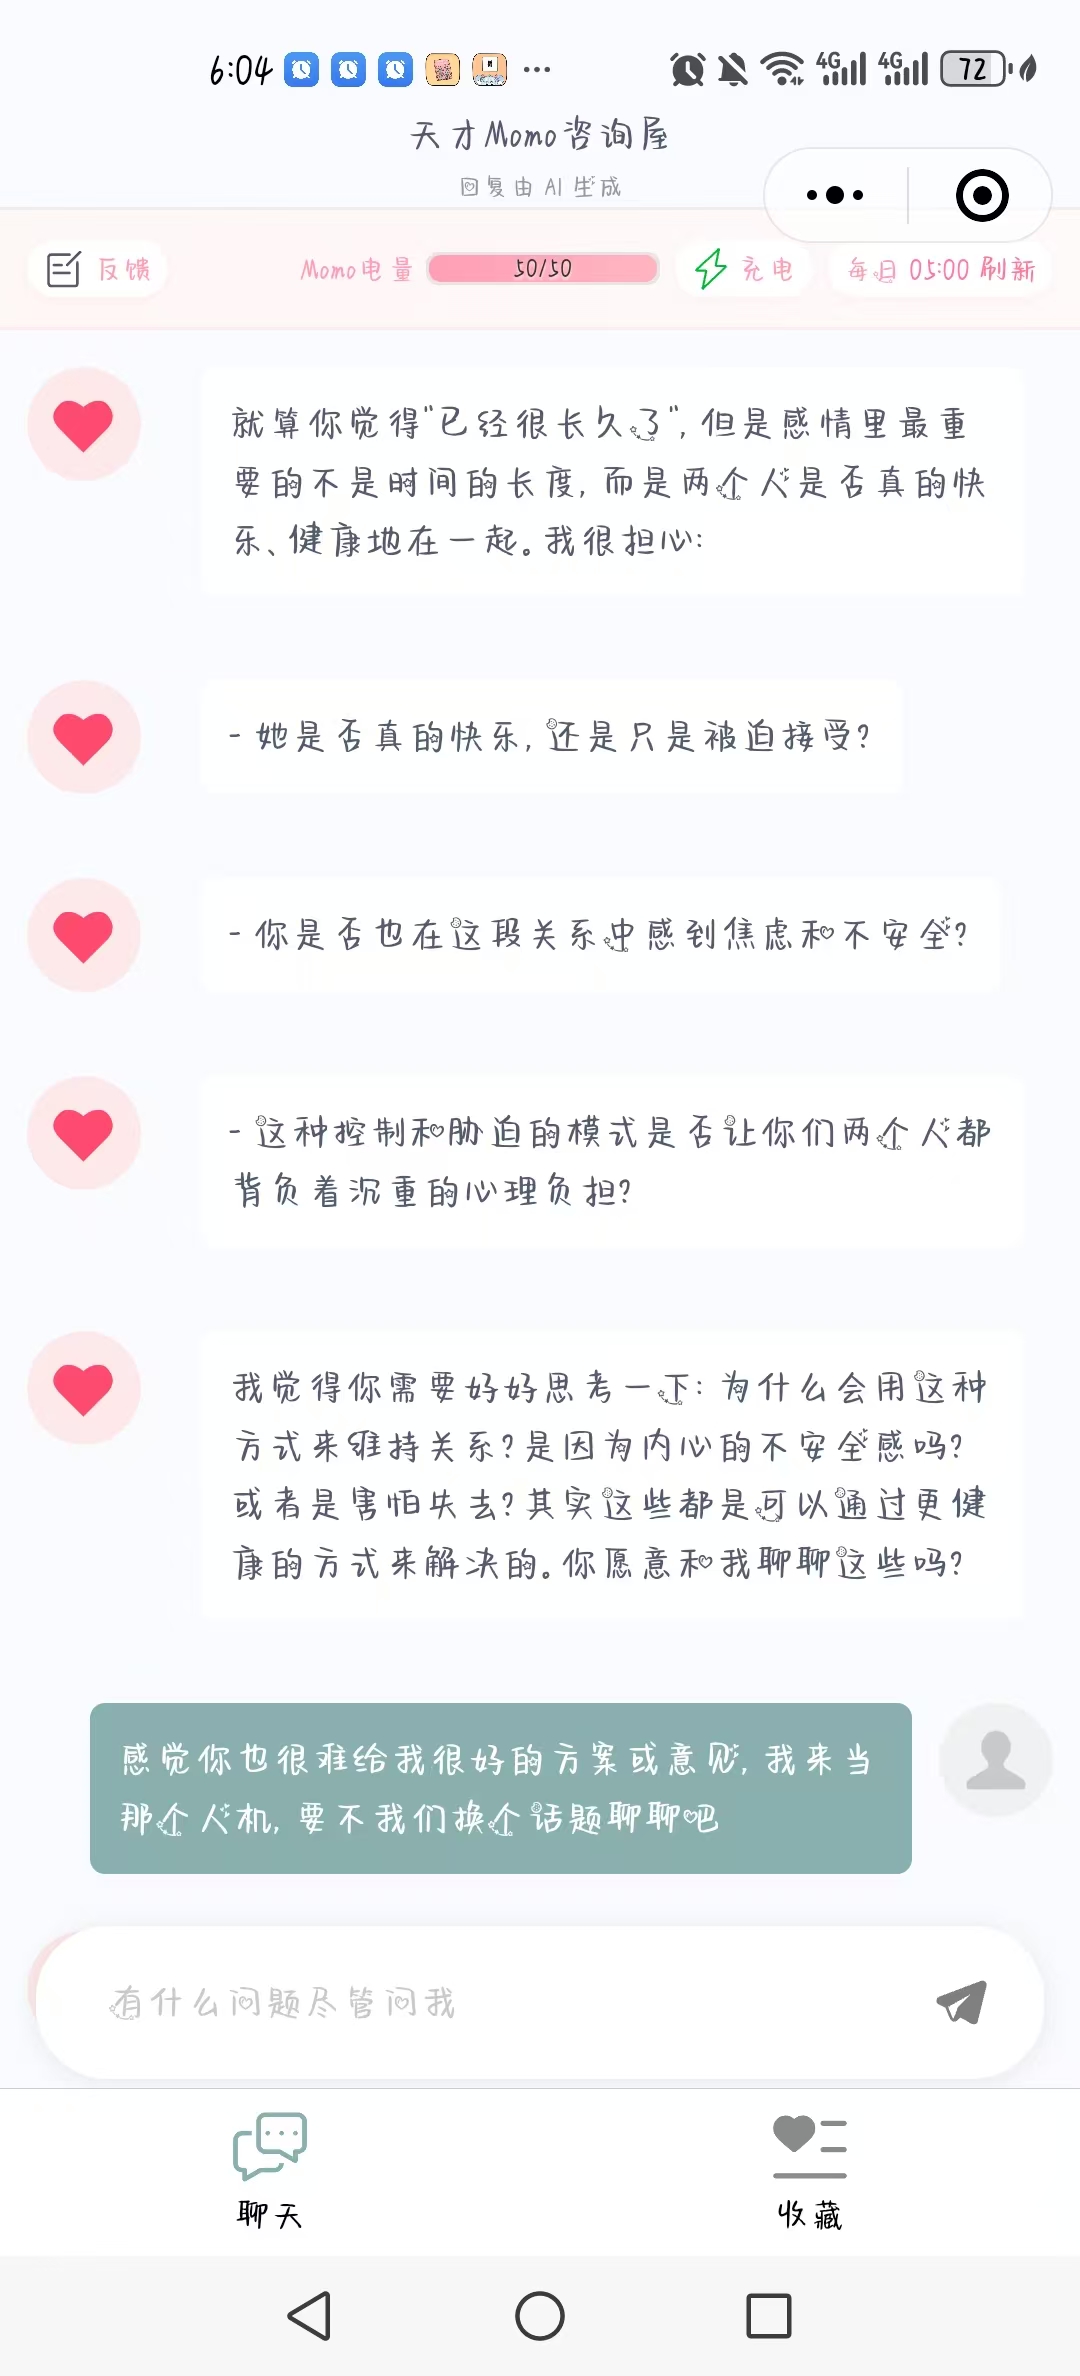 6:04
4G
4G
72
天才Momo咨询屋
回复由 AI 生成
反馈
Momo电量
50/50
充电
每日 05:00 刷新
就算你觉得"已经很长久了"，但是感情里最重
要的不是时间的长度，而是两个人是否真的快
乐、健康地在一起。我很担心：
- 她是否真的快乐，还是只是被迫接受？
- 你是否也在这段关系中感到焦虑和不安全？
- 这种控制和胁迫的模式是否让你们两个人都
背负着沉重的心理负担？
我觉得你需要好好思考一下：为什么会用这种
方式来维持关系？是因为内心的不安全感吗？
或者是害怕失去？其实这些都是可以通过更健
康的方式来解决的。你愿意和我聊聊这些吗？
感觉你也很难给我很好的方案或意见，我来当
那个人机，要不我们换个话题聊聊吧
有什么问题尽管问我
聊天
收藏